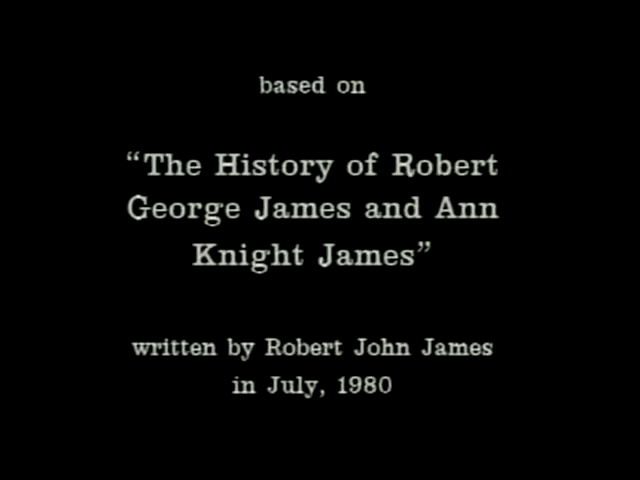 based on
“The History of Robert
George James and Ann
Knight James”
written by Robert John James
in July, 1980